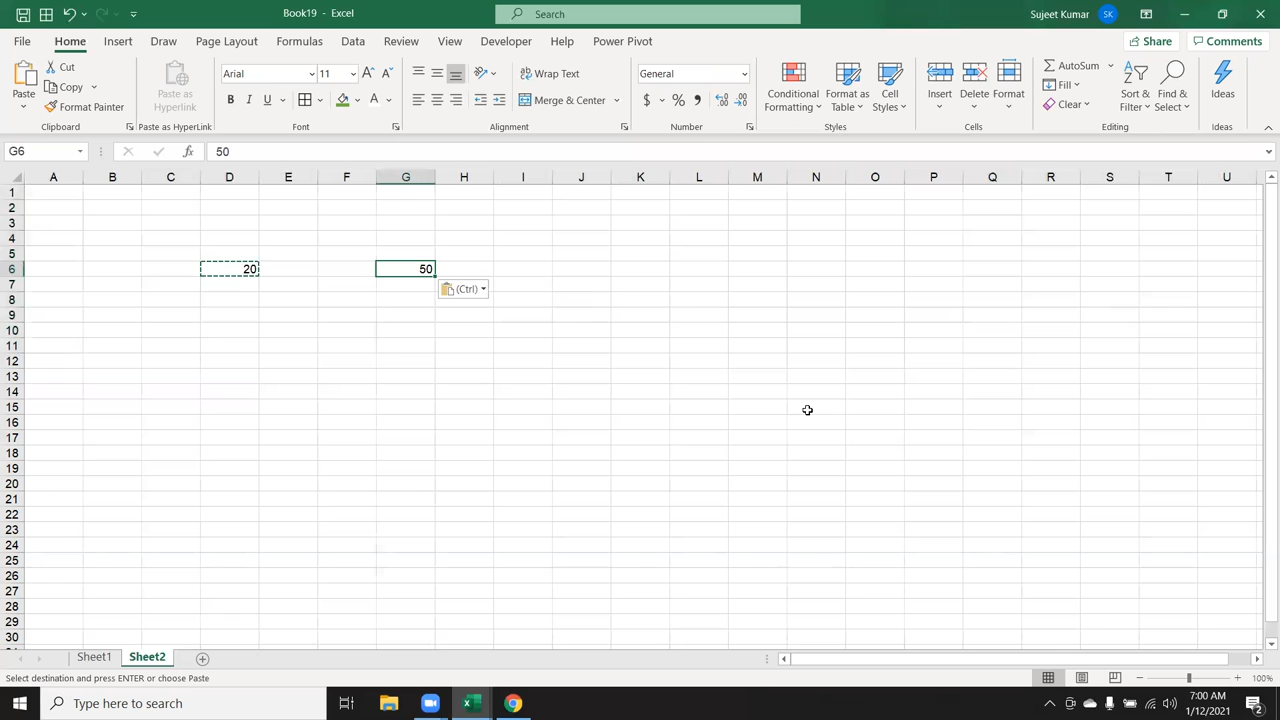 Book19 - Excel
Search
Sujeet Kumar
SK
File Home Insert Draw Page Layout Formulas Data Review View Developer Help Power Pivot
Share
Comments
Paste
Cut
Copy
Format Painter
Clipboard
Paste as Hyperlink
Paste as HyperLink
Arial
11
B I U
Font
Wrap Text
Merge & Center
Alignment
General
$ % ,
Number
Conditional Formatting
Format as Table
Cell Styles
Styles
Insert
Delete
Format
Cells
AutoSum
Fill
Clear
Sort & Filter
Find & Select
Editing
Ideas
Ideas
G6
fx
50
A B C D E F G H I J K L M N O P Q R S T U
1
2
3
4
5
6 20 50
7 (Ctrl)
8
9
10
11
12
13
14
15
16
17
18
19
20
21
22
23
24
25
26
27
28
29
30
Sheet1 Sheet2
Select destination and press ENTER or choose Paste
100%
Type here to search
7:00 AM
1/12/2021